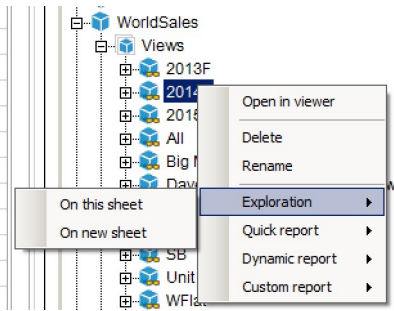 WorldSales
Views
2013F
2014
2015
All
Big
Dav
SB
Unit
WFlat
Open in viewer
Delete
Rename
Exploration
Quick report
Dynamic report
Custom report
On this sheet
On new sheet